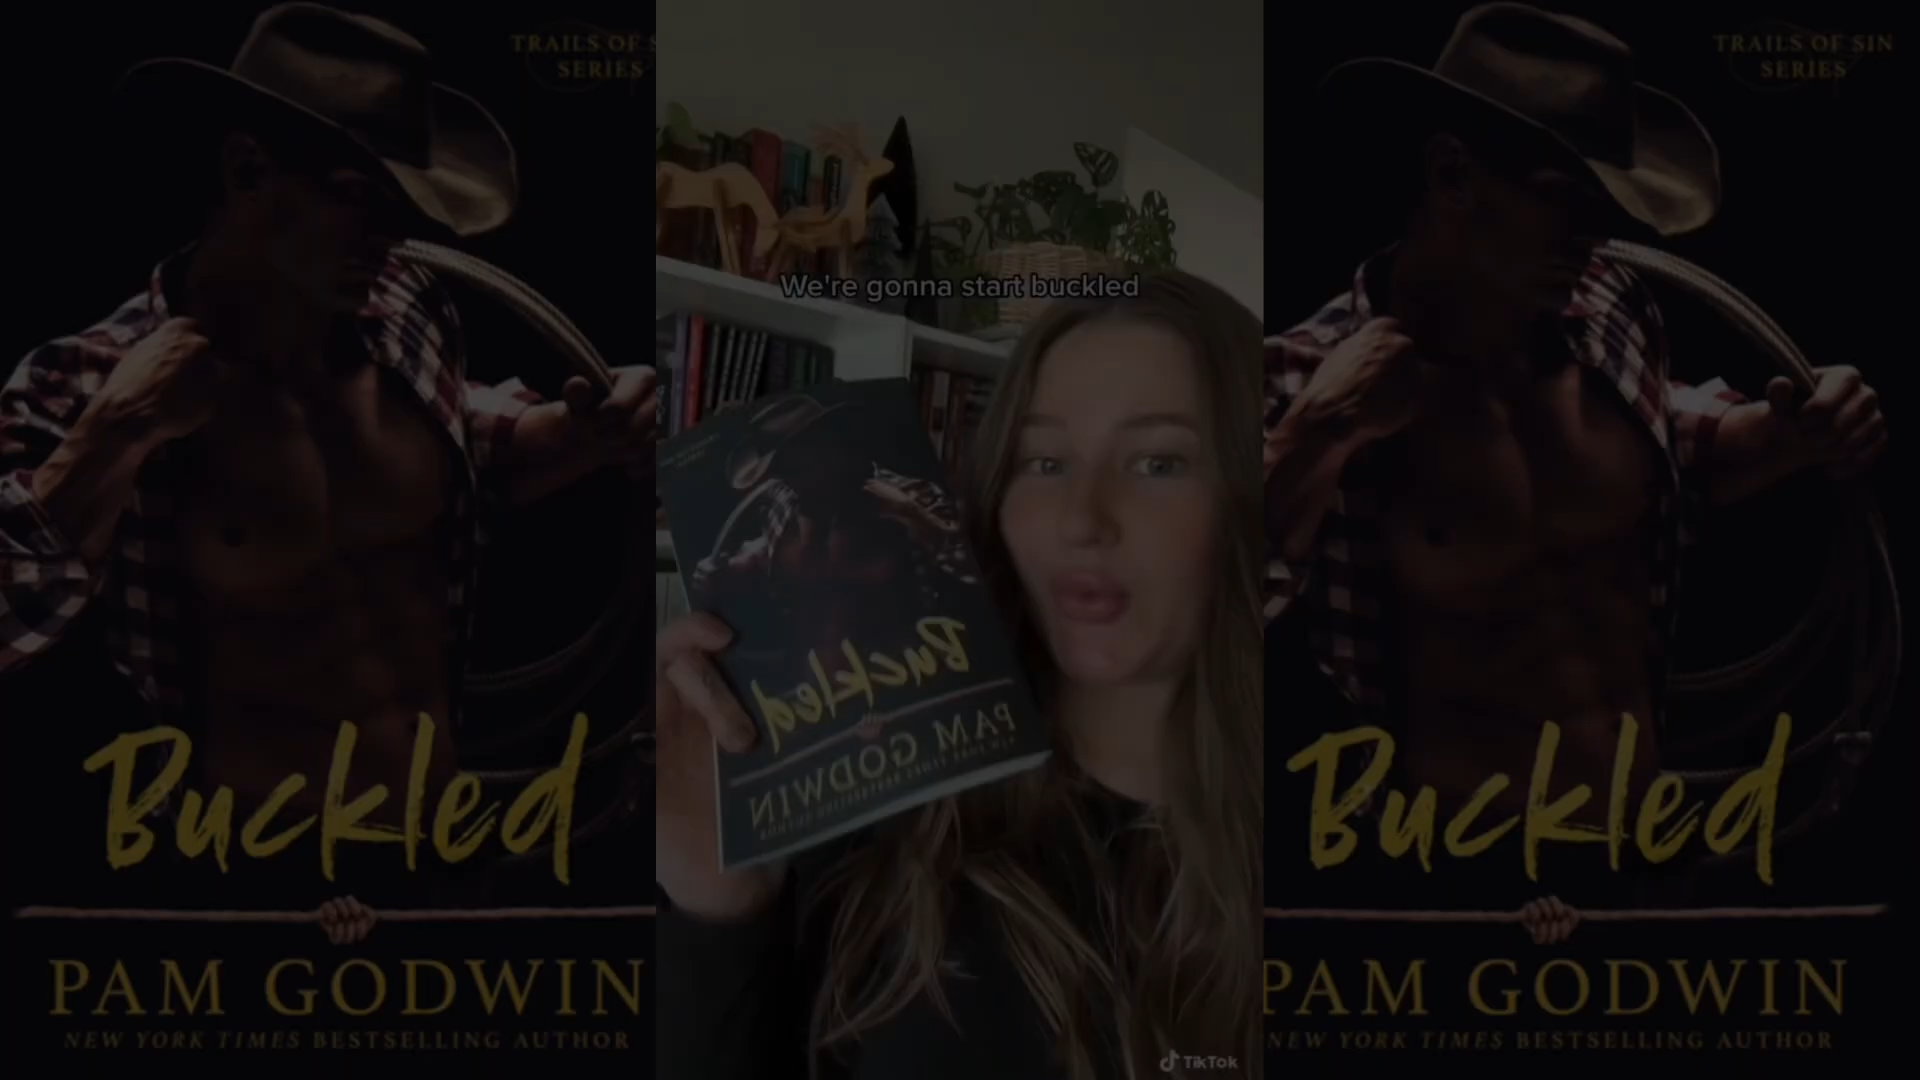 TRAILS OF S
SERIES
Buckled
PAM GODWIN
NEW YORK TIMES BESTSELLING AUTHOR
We're gonna start buckled
Buckled
PAM GODWIN
TikTok
TRAILS OF SIN
SERIES
Buckled
PAM GODWIN
NEW YORK TIMES BESTSELLING AUTHOR